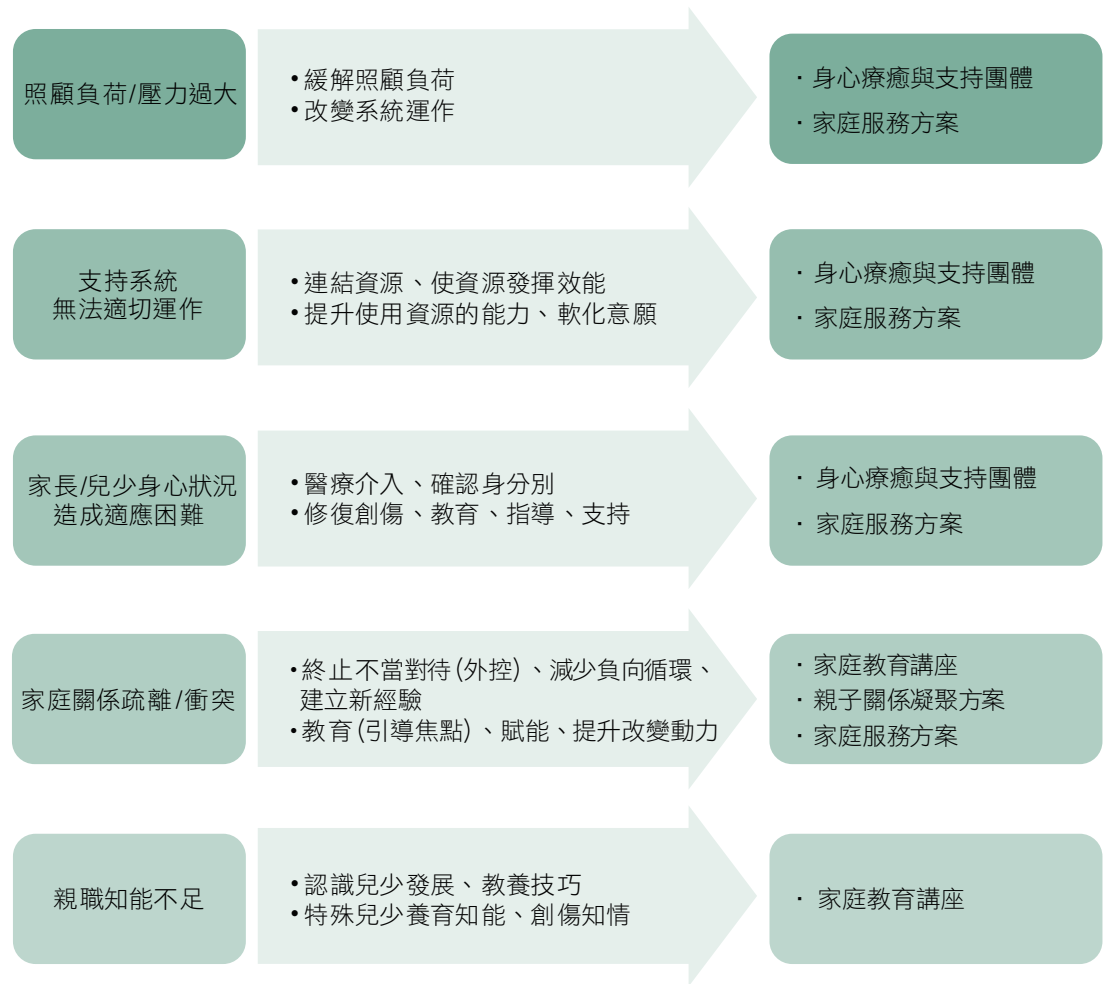 照顧負荷/壓力過大
•緩解照顧負荷
•改變系統運作
·身心療癒與支持團體
·家庭服務方案
支持系統
無法適切運作
•連結資源、使資源發揮效能
•提升使用資源的能力、軟化意願
·身心療癒與支持團體
·家庭服務方案
家長/兒少身心狀況
造成適應困難
•醫療介入、確認身分別
•修復創傷、教育、指導、支持
·身心療癒與支持團體
·家庭服務方案
家庭關係疏離/衝突
•終止不當對待(外控)、減少負向循環、
建立新經驗
•教育(引導焦點)、賦能、提升改變動力
·家庭教育講座
·親子關係凝聚方案
·家庭服務方案
親職知能不足
•認識兒少發展、教養技巧
•特殊兒少養育知能、創傷知情
·家庭教育講座